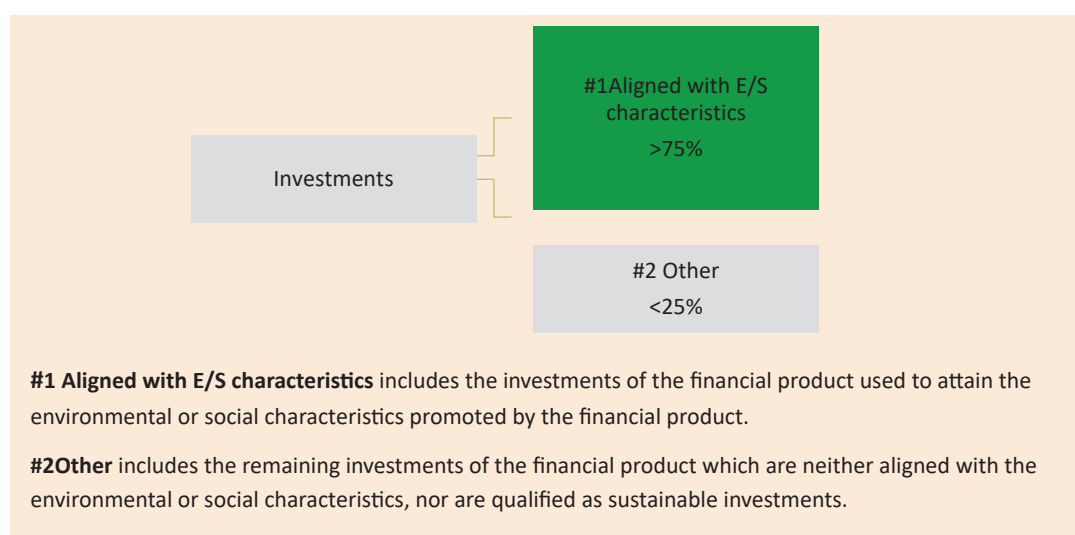 #1Aligned with E/S
characteristics
>75%
Investments
#2 Other
<25%
#1 Aligned with E/S characteristics includes the investments of the financial product used to attain the
environmental or social characteristics promoted by the financial product.
#2Other includes the remaining investments of the financial product which are neither aligned with the
environmental or social characteristics, nor are qualified as sustainable investments.